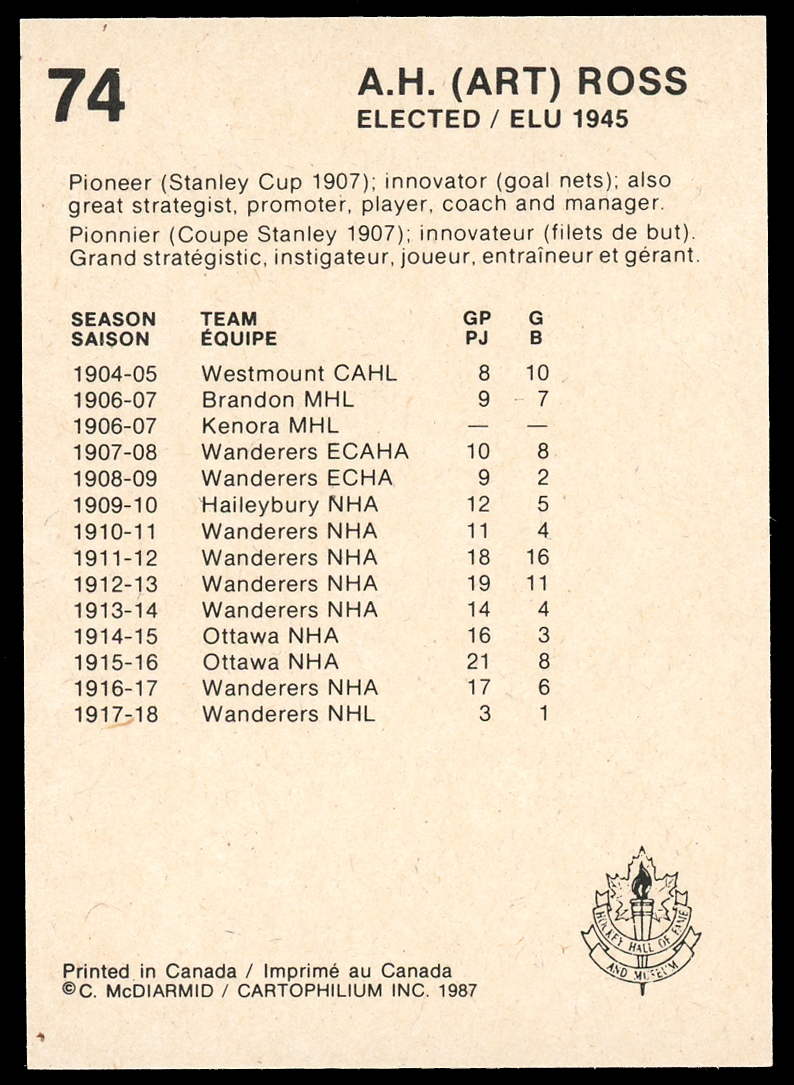 74
A.H. (ART) ROSS
ELECTED / ELU 1945
Pioneer (Stanley Cup 1907); innovator (goal nets); also
great strategist, promoter, player, coach and manager.
Pionnier (Coupe Stanley 1907); innovateur (filets de but).
Grand stratégistic, instigateur, joueur, entraîneur et gérant.
SEASON TEAM GP G
SAISON ÉQUIPE PJ B
1904-05 Westmount CAHL 8 10
1906-07 Brandon MHL 9 7
1906-07 Kenora MHL — —
1907-08 Wanderers ECAHA 10 8
1908-09 Wanderers ECHA 9 2
1909-10 Haileybury NHA 12 5
1910-11 Wanderers NHA 11 4
1911-12 Wanderers NHA 18 16
1912-13 Wanderers NHA 19 11
1913-14 Wanderers NHA 14 4
1914-15 Ottawa NHA 16 3
1915-16 Ottawa NHA 21 8
1916-17 Wanderers NHA 17 6
1917-18 Wanderers NHL 3 1
HOCKEY HALL OF FAME
AND MUSEUM
Printed in Canada / Imprimé au Canada
©C. McDIARMID / CARTOPHILIUM INC. 1987